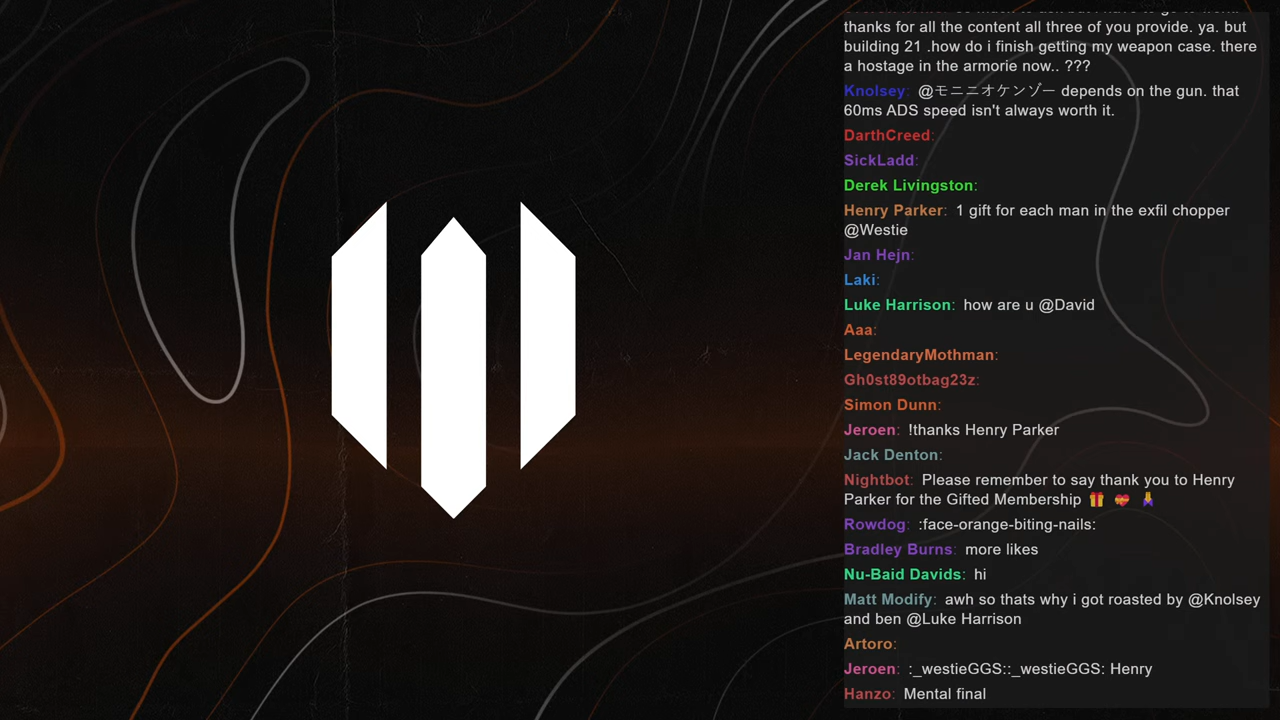 thanks for all the content all three of you provide. ya. but
building 21 .how do i finish getting my weapon case. there
a hostage in the armorie now.. ???
Knolsey: @モニニオケンゾー depends on the gun. that
60ms ADS speed isn't always worth it.
DarthCreed:
SickLadd:
Derek Livingston:
Henry Parker: 1 gift for each man in the exfil chopper
@Westie
Jan Hejn:
Laki:
Luke Harrison: how are u @David
Aaa:
LegendaryMothman:
Gh0st89otbag23z:
Simon Dunn:
Jeroen: !thanks Henry Parker
Jack Denton:
Nightbot: Please remember to say thank you to Henry
Parker for the Gifted Membership 🎁 💝 🙏
Rowdog: :face-orange-biting-nails:
Bradley Burns: more likes
Nu-Baid Davids: hi
Matt Modify: awh so thats why i got roasted by @Knolsey
and ben @Luke Harrison
Artoro:
Jeroen: :_westieGGS::_westieGGS: Henry
Hanzo: Mental final